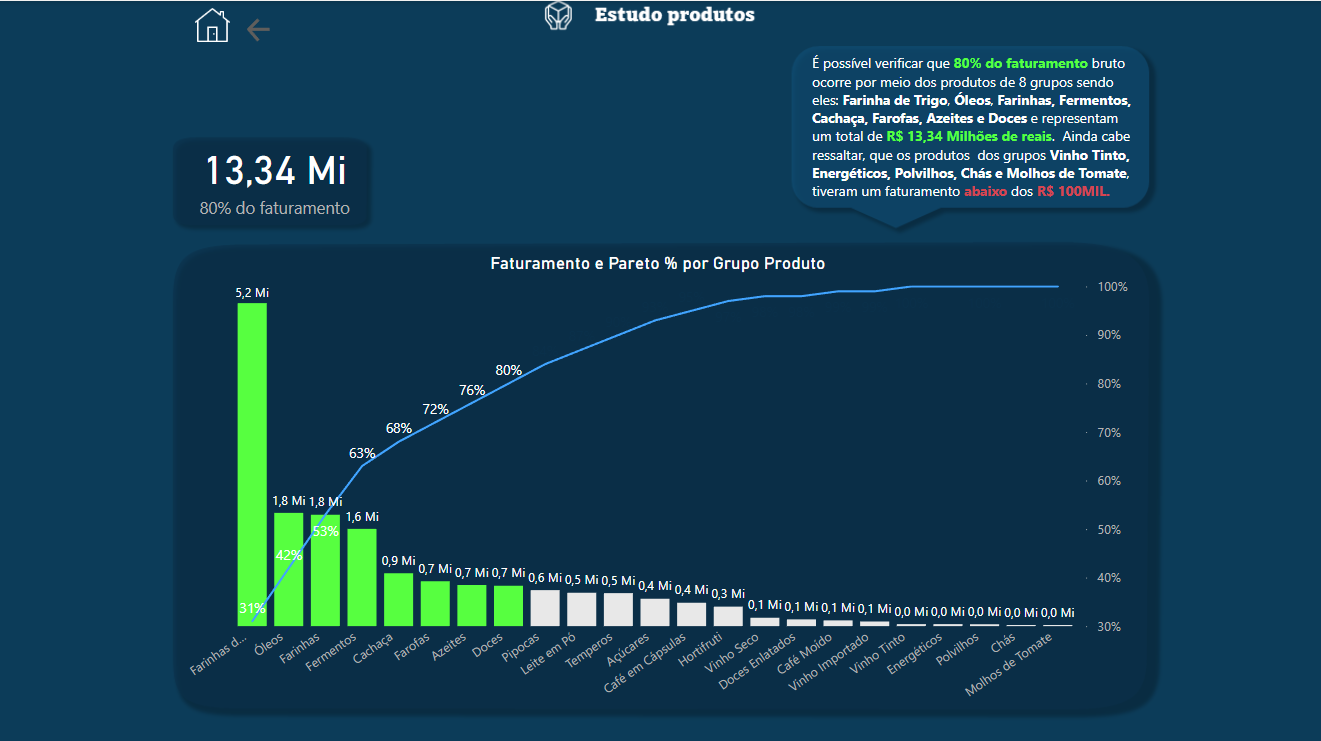 Estudo produtos
É possível verificar que 80% do faturamento bruto
ocorre por meio dos produtos de 8 grupos sendo
eles: Farinha de Trigo, Óleos, Farinhas, Fermentos,
Cachaça, Farofas, Azeites e Doces e representam
um total de R$ 13,34 Milhões de reais. Ainda cabe
ressaltar, que os produtos dos grupos Vinho Tinto,
Energéticos, Polvilhos, Chás e Molhos de Tomate,
tiveram um faturamento abaixo dos R$ 100MIL.
13,34 Mi
80% do faturamento
Faturamento e Pareto % por Grupo Produto
5,2 Mi
1,8 Mi
1,8 Mi
1,6 Mi
0,9 Mi
0,7 Mi
0,7 Mi
0,7 Mi
0,6 Mi
0,5 Mi
0,5 Mi
0,4 Mi
0,4 Mi
0,3 Mi
0,1 Mi
0,1 Mi
0,1 Mi
0,1 Mi
0,0 Mi
0,0 Mi
0,0 Mi
0,0 Mi
0,0 Mi
31%
42%
53%
63%
68%
72%
76%
80%
100%
90%
80%
70%
60%
50%
40%
30%
Farinhas d...
Óleos
Farinhas
Fermentos
Cachaça
Farofas
Azeites
Doces
Pipocas
Leite em Pó
Temperos
Açúcares
Café em Cápsulas
Hortifruti
Vinho Seco
Doces Enlatados
Café Moido
Vinho Importado
Vinho Tinto
Energéticos
Polvilhos
Chás
Molhos de Tomate